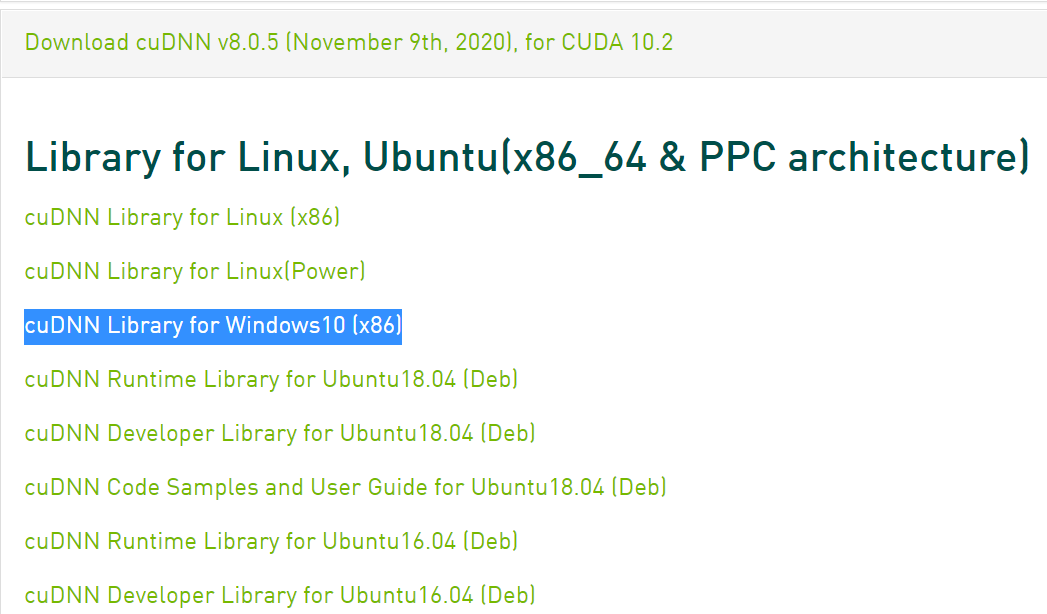 Download cuDNN v8.0.5 (November 9th, 2020), for CUDA 10.2
Library for Linux, Ubuntu(x86_64 & PPC architecture)
cuDNN Library for Linux (x86)
cuDNN Library for Linux(Power)
cuDNN Library for Windows10 (x86)
cuDNN Runtime Library for Ubuntu18.04 (Deb)
cuDNN Developer Library for Ubuntu18.04 (Deb)
cuDNN Code Samples and User Guide for Ubuntu18.04 (Deb)
cuDNN Runtime Library for Ubuntu16.04 (Deb)
cuDNN Developer Library for Ubuntu16.04 (Deb)